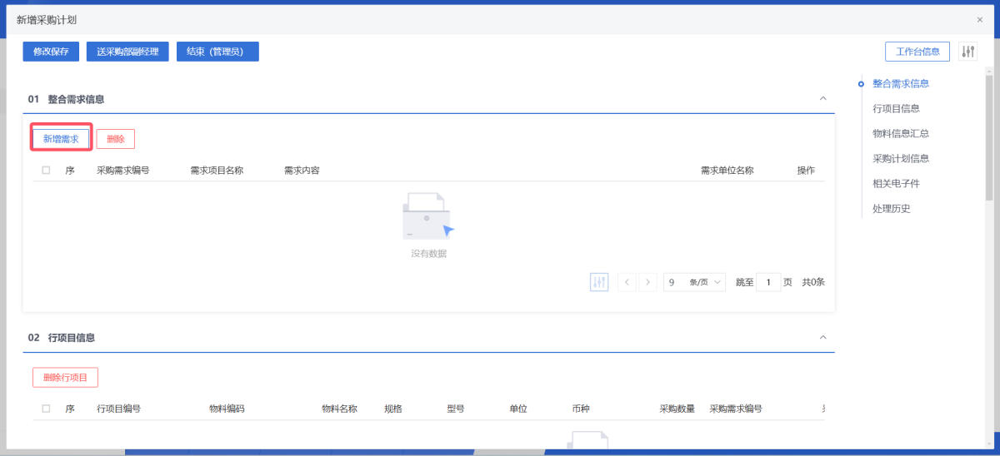 新增采购计划
×
修改保存 送采购部副经理 结束（管理员） 工作台信息
01 整合需求信息
新增需求 删除
序 采购需求编号 需求项目名称 需求内容 需求单位名称 操作
没有数据
9 条/页 跳至 1 页 共0条
02 行项目信息
删除行项目
序 行项目编号 物料编码 物料名称 规格 型号 单位 币种 采购数量 采购需求编号
整合需求信息
行项目信息
物料信息汇总
采购计划信息
相关电子件
处理历史